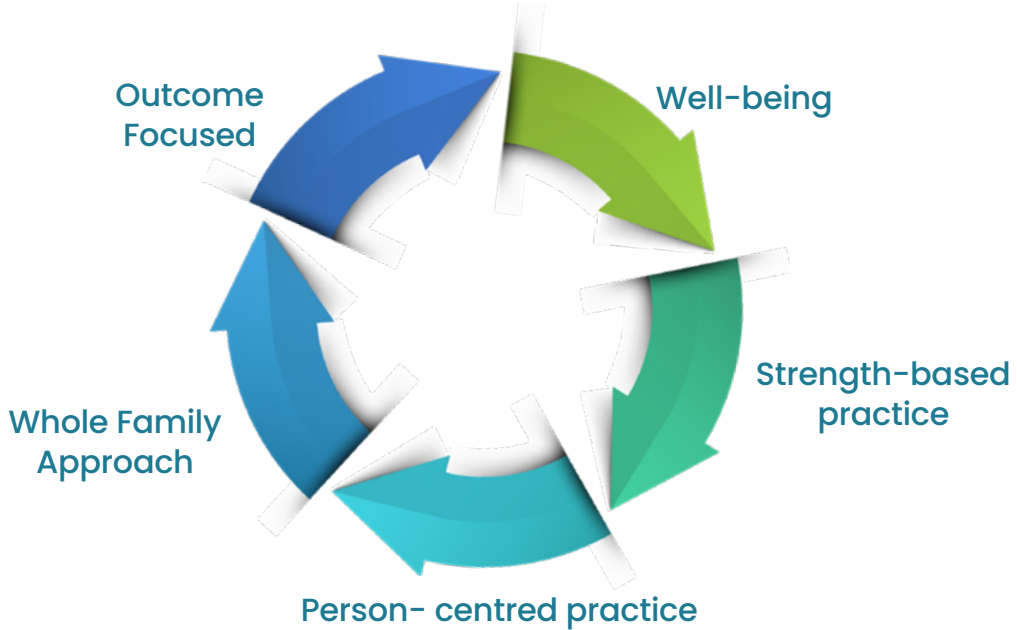 Outcome
Focused
Well-being
Strength-based
practice
Whole Family
Approach
Person- centred practice